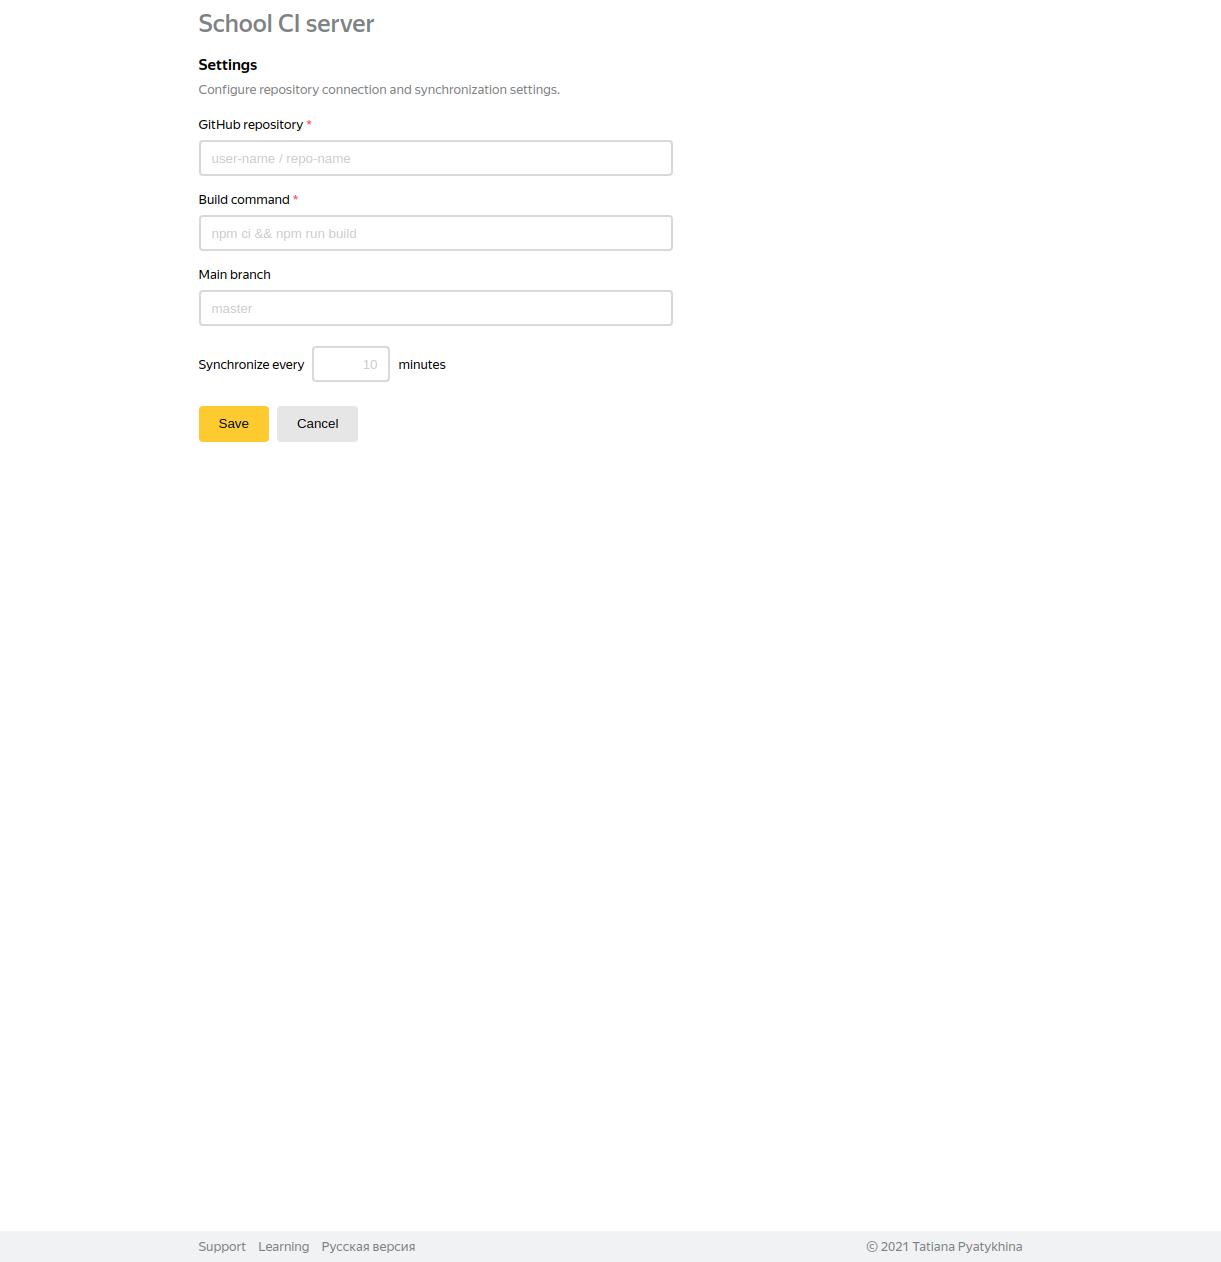 School CI server
Settings
Configure repository connection and synchronization settings.
GitHub repository *
user-name / repo-name
Build command *
npm ci && npm run build
Main branch
master
Synchronize every 10 minutes
Save Cancel
Support Learning Русская версия © 2021 Tatiana Pyatykhina